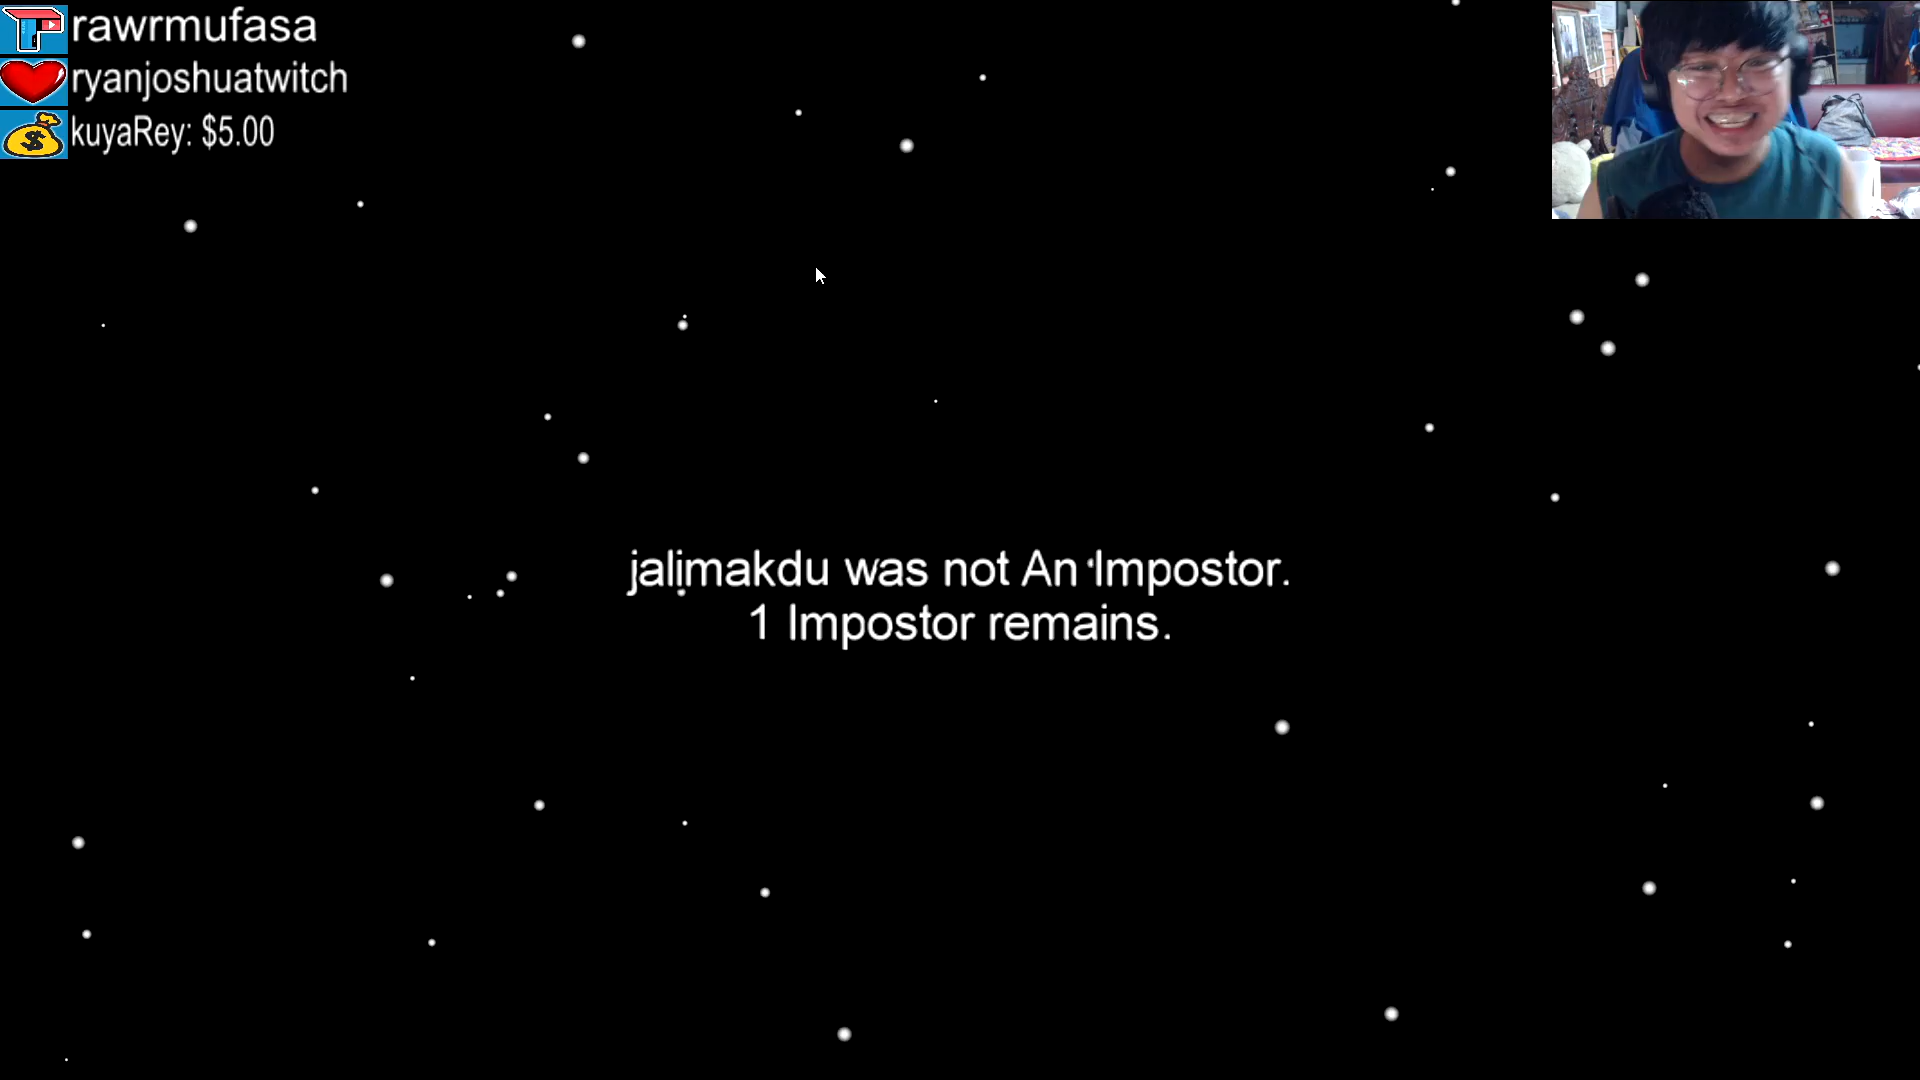 rawrmufasa
ryanjoshuatwitch
kuyaRey: $5.00
jalimakdu was not An Impostor.
1 Impostor remains.